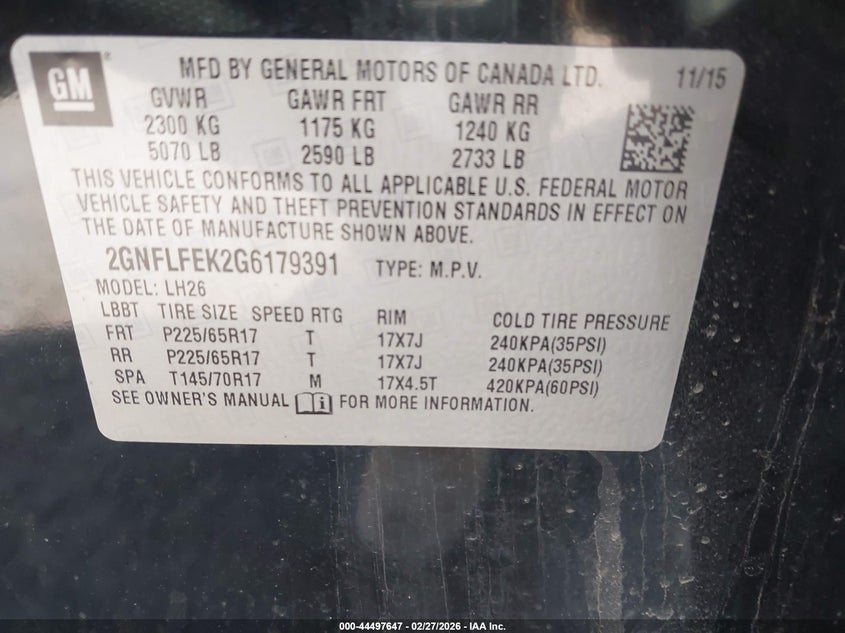 GM
MFD BY GENERAL MOTORS OF CANADA LTD. 11/15
GVWR GAWR FRT GAWR RR
2300 KG 1175 KG 1240 KG
5070 LB 2590 LB 2733 LB
THIS VEHICLE CONFORMS TO ALL APPLICABLE U.S. FEDERAL MOTOR
VEHICLE SAFETY AND THEFT PREVENTION STANDARDS IN EFFECT ON
THE DATE OF MANUFACTURE SHOWN ABOVE.
2GNFLFEK2G6179391 TYPE: M.P.V.
MODEL: LH26
LBBT TIRE SIZE SPEED RTG RIM COLD TIRE PRESSURE
FRT P225/65R17 T 17X7J 240KPA(35PSI)
RR P225/65R17 T 17X7J 240KPA(35PSI)
SPA T145/70R17 M 17X4.5T 420KPA(60PSI)
SEE OWNER'S MANUAL i FOR MORE INFORMATION.
000-44497647 - 02/27/2026 - IAA Inc.